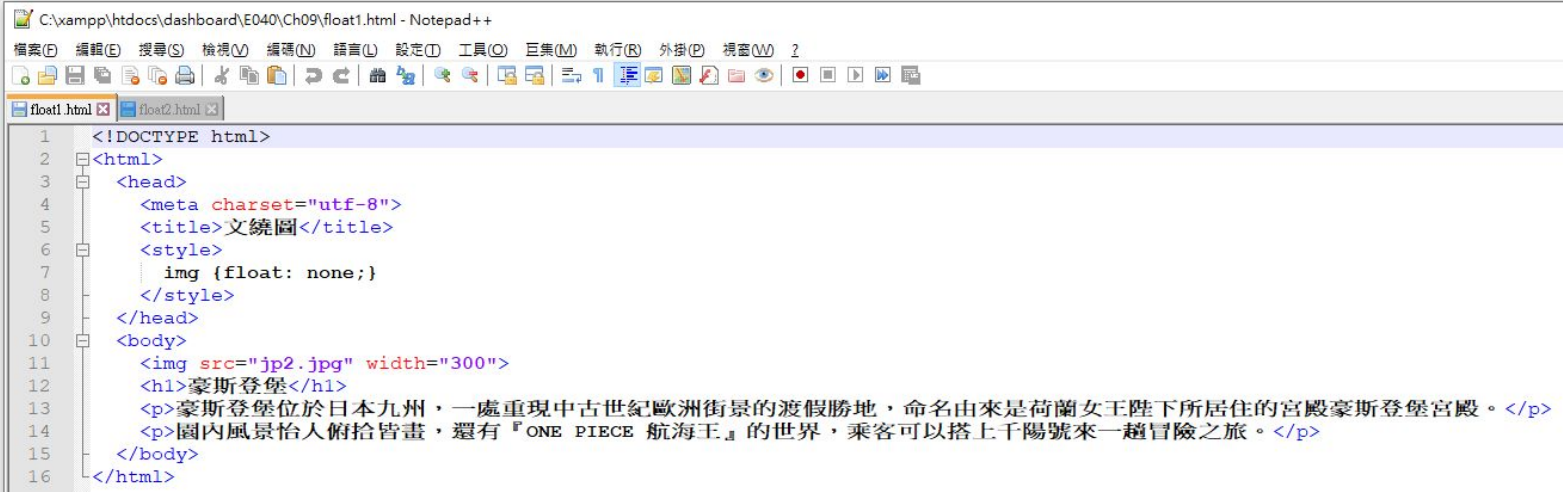 C:\xampp\htdocs\dashboard\E040\Ch09\float1.html - Notepad++
檔案(F) 編輯(E) 搜尋(S) 檢視(V) 編碼(N) 語言(L) 設定(T) 工具(O) 巨集(M) 執行(R) 外掛(P) 視窗(W) ?
float1.html float2.html
1 <!DOCTYPE html>
2 <html>
3 <head>
4 <meta charset="utf-8">
5 <title>文繞圖</title>
6 <style>
7 img {float: none;}
8 </style>
9 </head>
10 <body>
11 <img src="jp2.jpg" width="300">
12 <h1>豪斯登堡</h1>
13 <p>豪斯登堡位於日本九州，一處重現中古世紀歐洲街景的渡假勝地，命名由來是荷蘭女王陛下所居住的宮殿豪斯登堡宮殿。</p>
14 <p>園內風景怡人俯拾皆畫，還有『ONE PIECE 航海王』的世界，乘客可以搭上千陽號來一趟冒險之旅。</p>
15 </body>
16 </html>